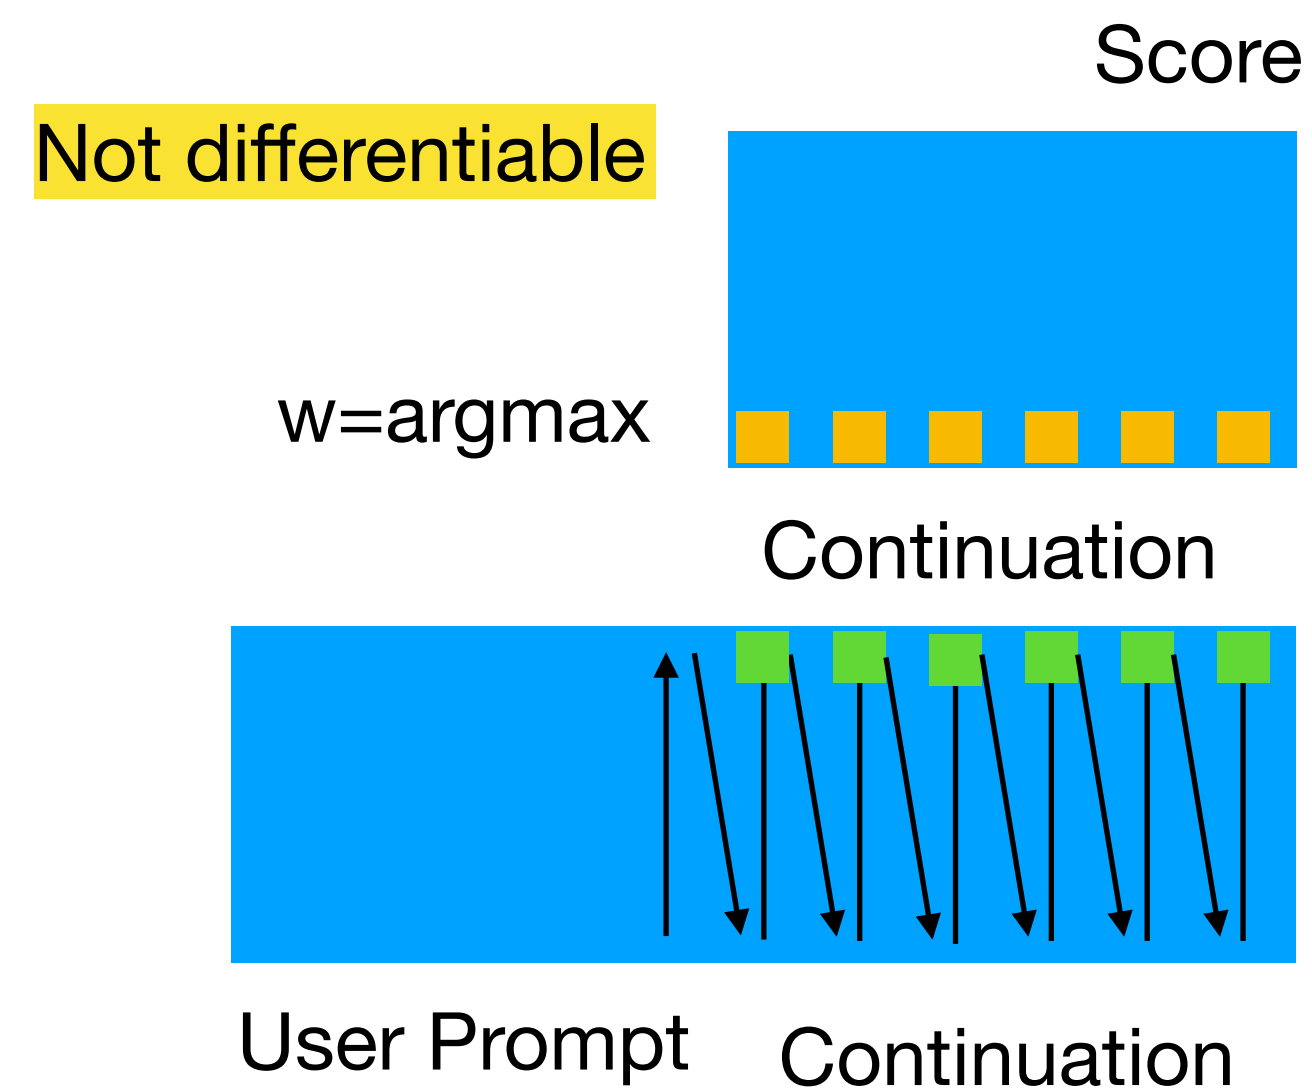 Score
Not differentiable
w=argmax
Continuation
User Prompt
Continuation